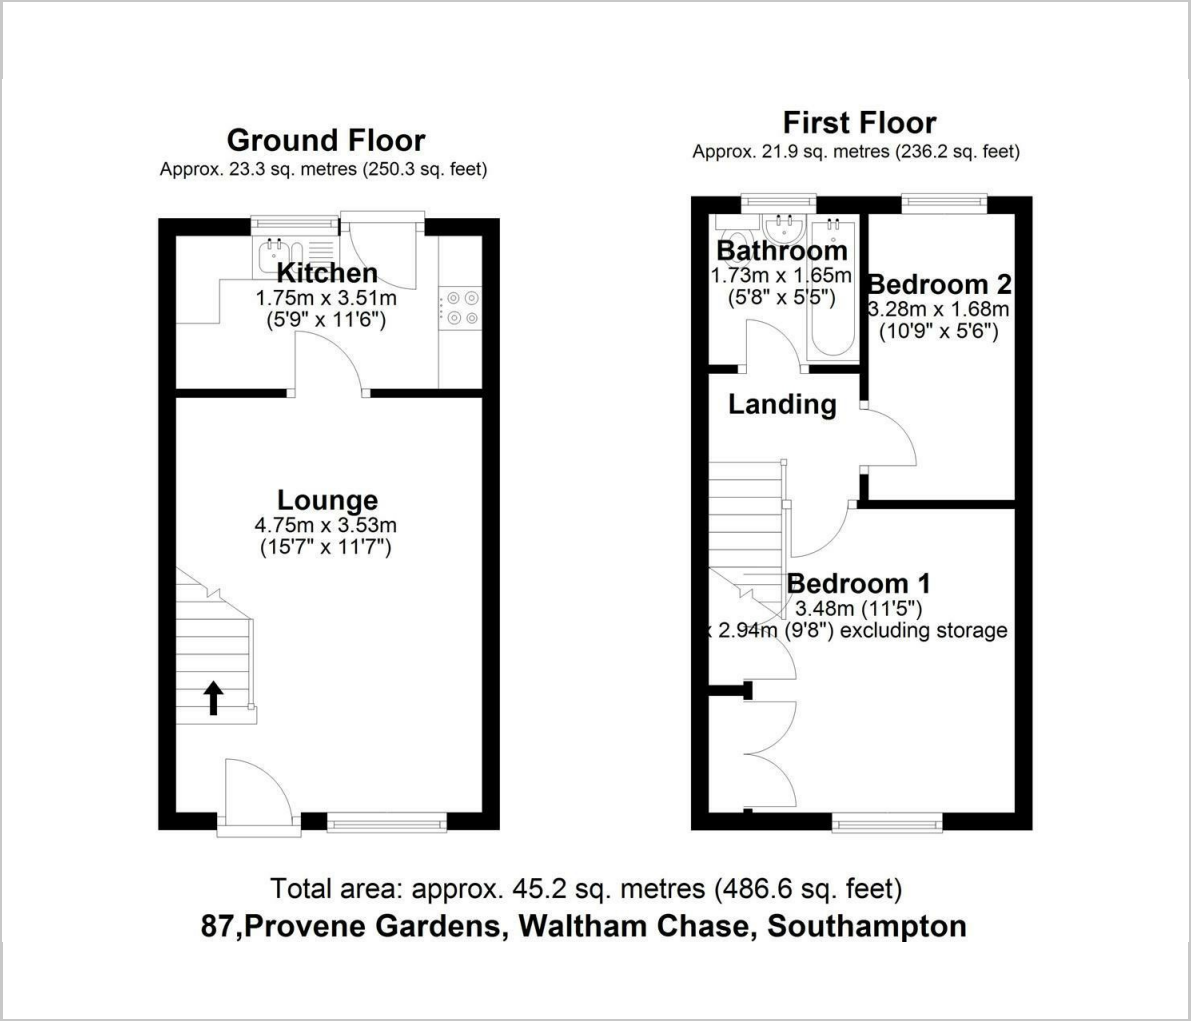 Ground Floor
Approx. 23.3 sq. metres (250.3 sq. feet)
Kitchen
1.75m x 3.51m
(5'9" x 11'6")
Lounge
4.75m x 3.53m
(15'7" x 11'7")
First Floor
Approx. 21.9 sq. metres (236.2 sq. feet)
Bathroom
1.73m x 1.65m
(5'8" x 5'5")
Bedroom 2
3.28m x 1.68m
(10'9" x 5'6")
Landing
Bedroom 1
3.48m (11'5")
x 2.94m (9'8") excluding storage
Total area: approx. 45.2 sq. metres (486.6 sq. feet)
87,Provene Gardens, Waltham Chase, Southampton